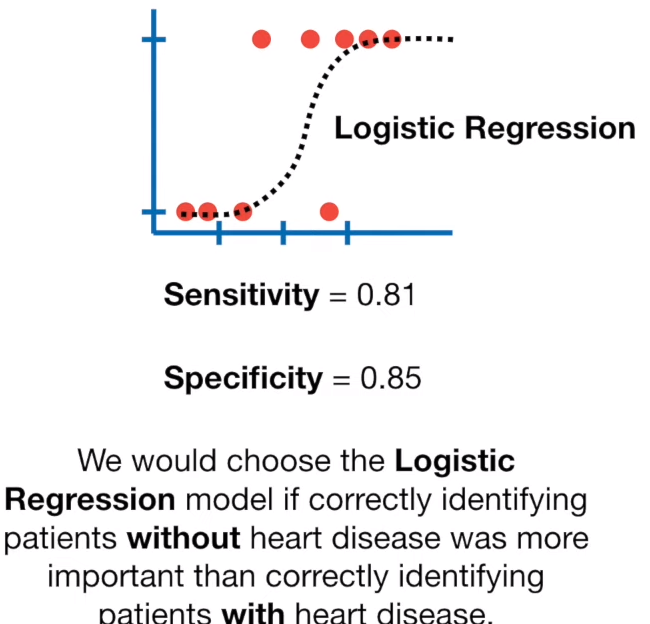 Logistic Regression
Sensitivity = 0.81
Specificity = 0.85
We would choose the Logistic
Regression model if correctly identifying
patients without heart disease was more
important than correctly identifying
patients with heart disease.